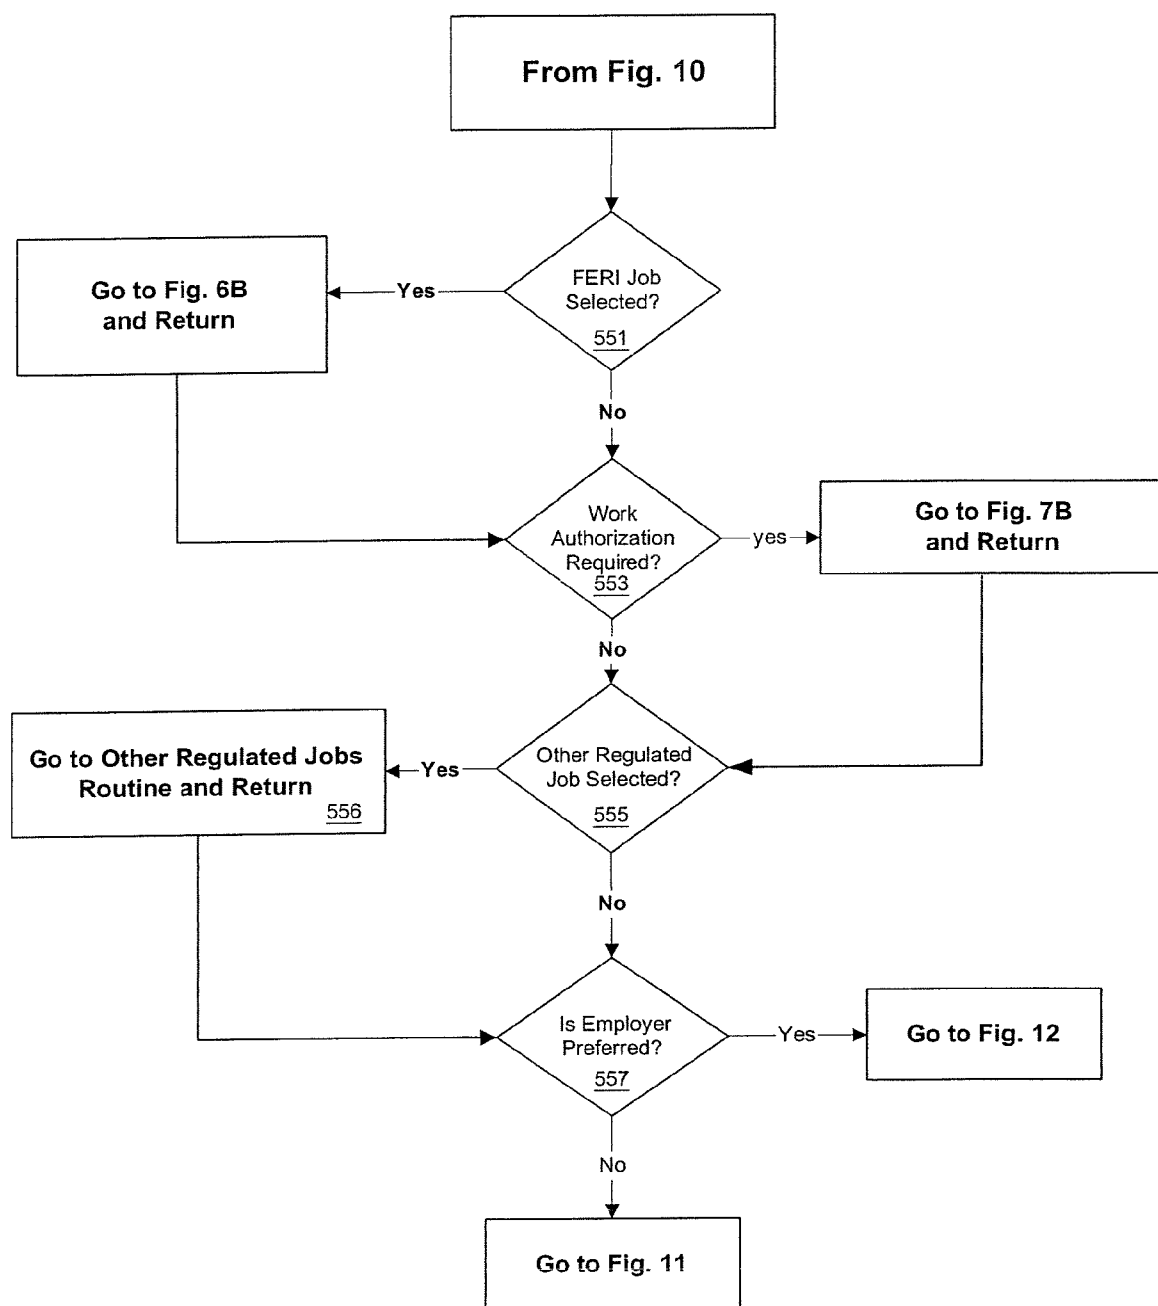 From Fig. 10
FERI Job
Selected?
551
Yes
Go to Fig. 6B
and Return
No
Work
Authorization
Required?
553
yes
Go to Fig. 7B
and Return
No
Other Regulated
Job Selected?
555
Yes
Go to Other Regulated Jobs
Routine and Return
556
No
Is Employer
Preferred?
557
Yes
Go to Fig. 12
No
Go to Fig. 11